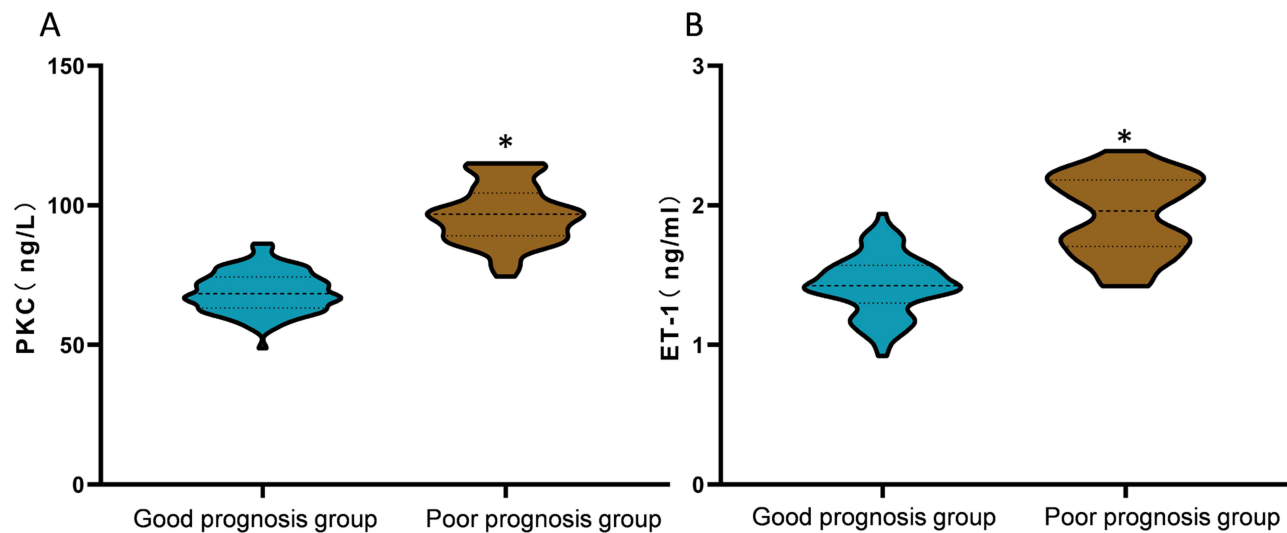 A
PKC( ng/L)
150
100
50
0
*
Good prognosis group
Poor prognosis group
B
ET-1( ng/ml)
3
2
1
0
*
Good prognosis group
Poor prognosis group